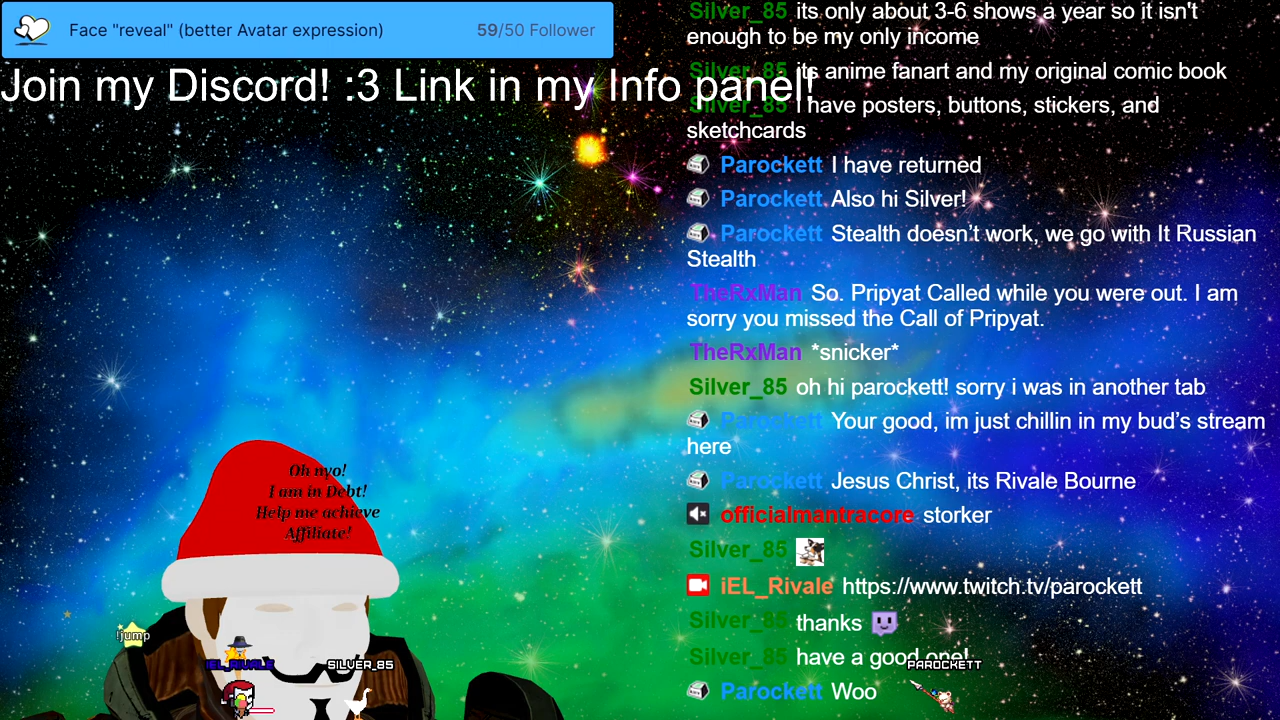 Face "reveal" (better Avatar expression) 59/50 Follower
Join my Discord! :3 Link in my Info panel!
Silver_85 its only about 3-6 shows a year so it isn't
enough to be my only income
Silver_85 its anime fanart and my original comic book
Silver_85 I have posters, buttons, stickers, and
sketchcards
Parockett I have returned
Parockett Also hi Silver!
Parockett Stealth doesn't work, we go with It Russian
Stealth
TheRxMan So. Pripyat Called while you were out. I am
sorry you missed the Call of Pripyat.
TheRxMan *snicker*
Silver_85 oh hi parockett! sorry i was in another tab
Parockett Your good, im just chillin in my bud's stream
here
Parockett Jesus Christ, its Rivale Bourne
officialmantracore storker
Silver_85
iEL_Rivale https://www.twitch.tv/parockett
Silver_85 thanks
Silver_85 have a good one!
Parockett Woo
Oh nyo!
I am in Debt!
Help me achieve
Affiliate!
!jump
IEL_RIVALE
SILVER_85
PAROCKETT